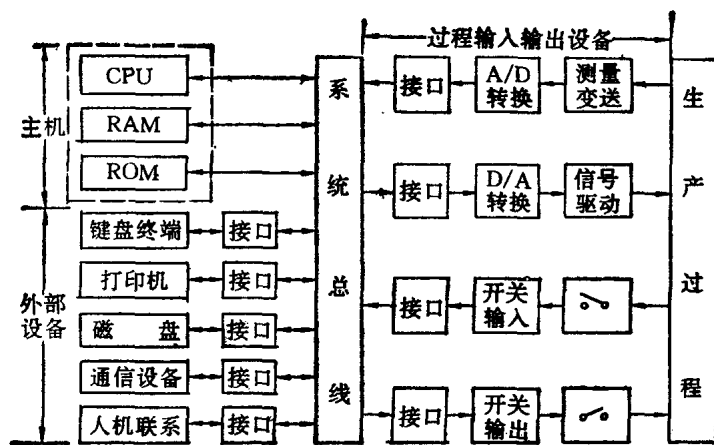 过程输入输出设备
主机
CPU
RAM
ROM
外部
设备
键盘终端
接口
打印机
接口
磁 盘
接口
通信设备
接口
人机联系
接口
系统总线
接口
A/D
转换
测量
变送
接口
D/A
转换
信号
驱动
接口
开关
输入
接口
开关
输出
生产过程